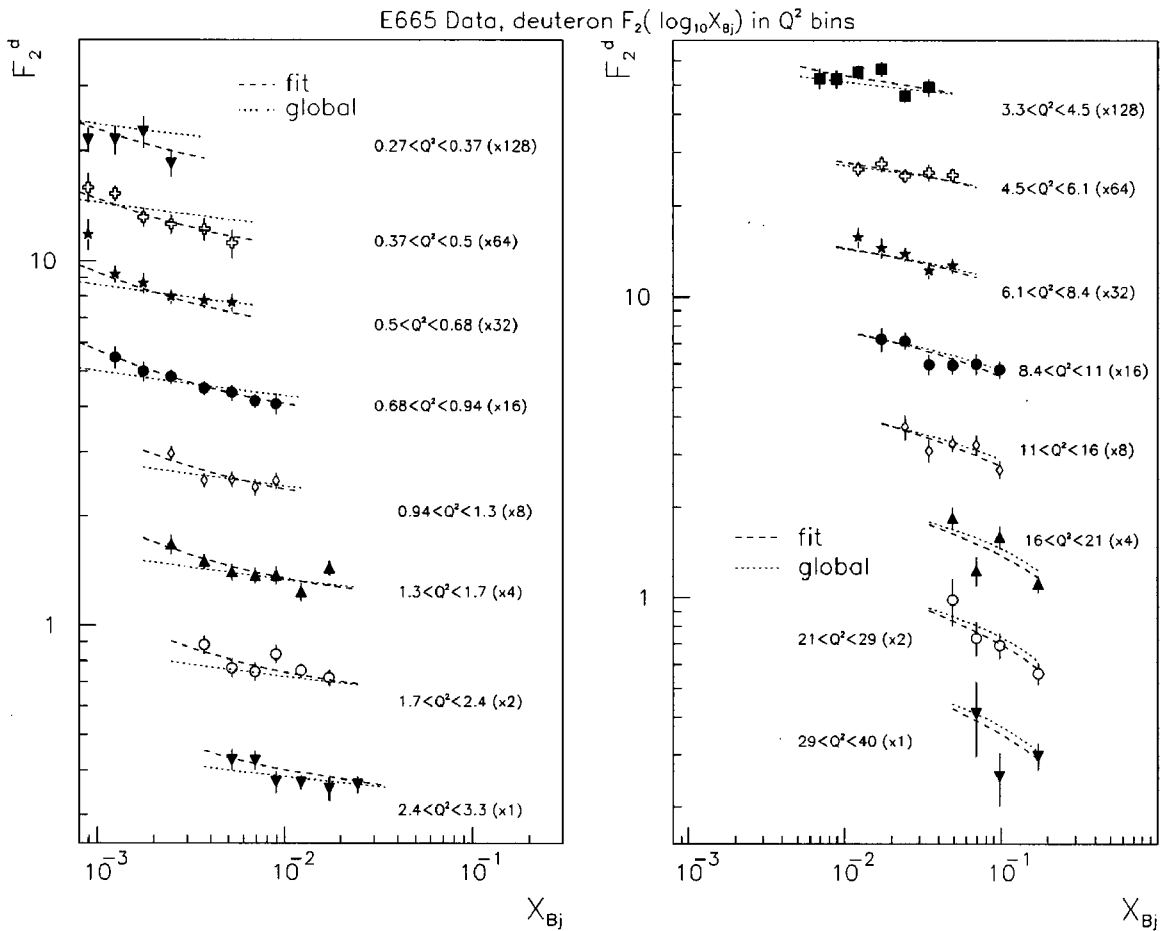 E665 Data, deuteron F₂( log₁₀X_Bj) in Q² bins
F₂ᵈ
fit
global
0.27<Q²<0.37 (x128)
0.37<Q²<0.5 (x64)
10
0.5<Q²<0.68 (x32)
0.68<Q²<0.94 (x16)
0.94<Q²<1.3 (x8)
1.3<Q²<1.7 (x4)
1
1.7<Q²<2.4 (x2)
2.4<Q²<3.3 (x1)
10⁻³ 10⁻² 10⁻¹
X_Bj
F₂ᵈ
3.3<Q²<4.5 (x128)
4.5<Q²<6.1 (x64)
6.1<Q²<8.4 (x32)
10
8.4<Q²<11 (x16)
11<Q²<16 (x8)
fit
16<Q²<21 (x4)
global
1
21<Q²<29 (x2)
29<Q²<40 (x1)
10⁻³ 10⁻² 10⁻¹ 1
X_Bj